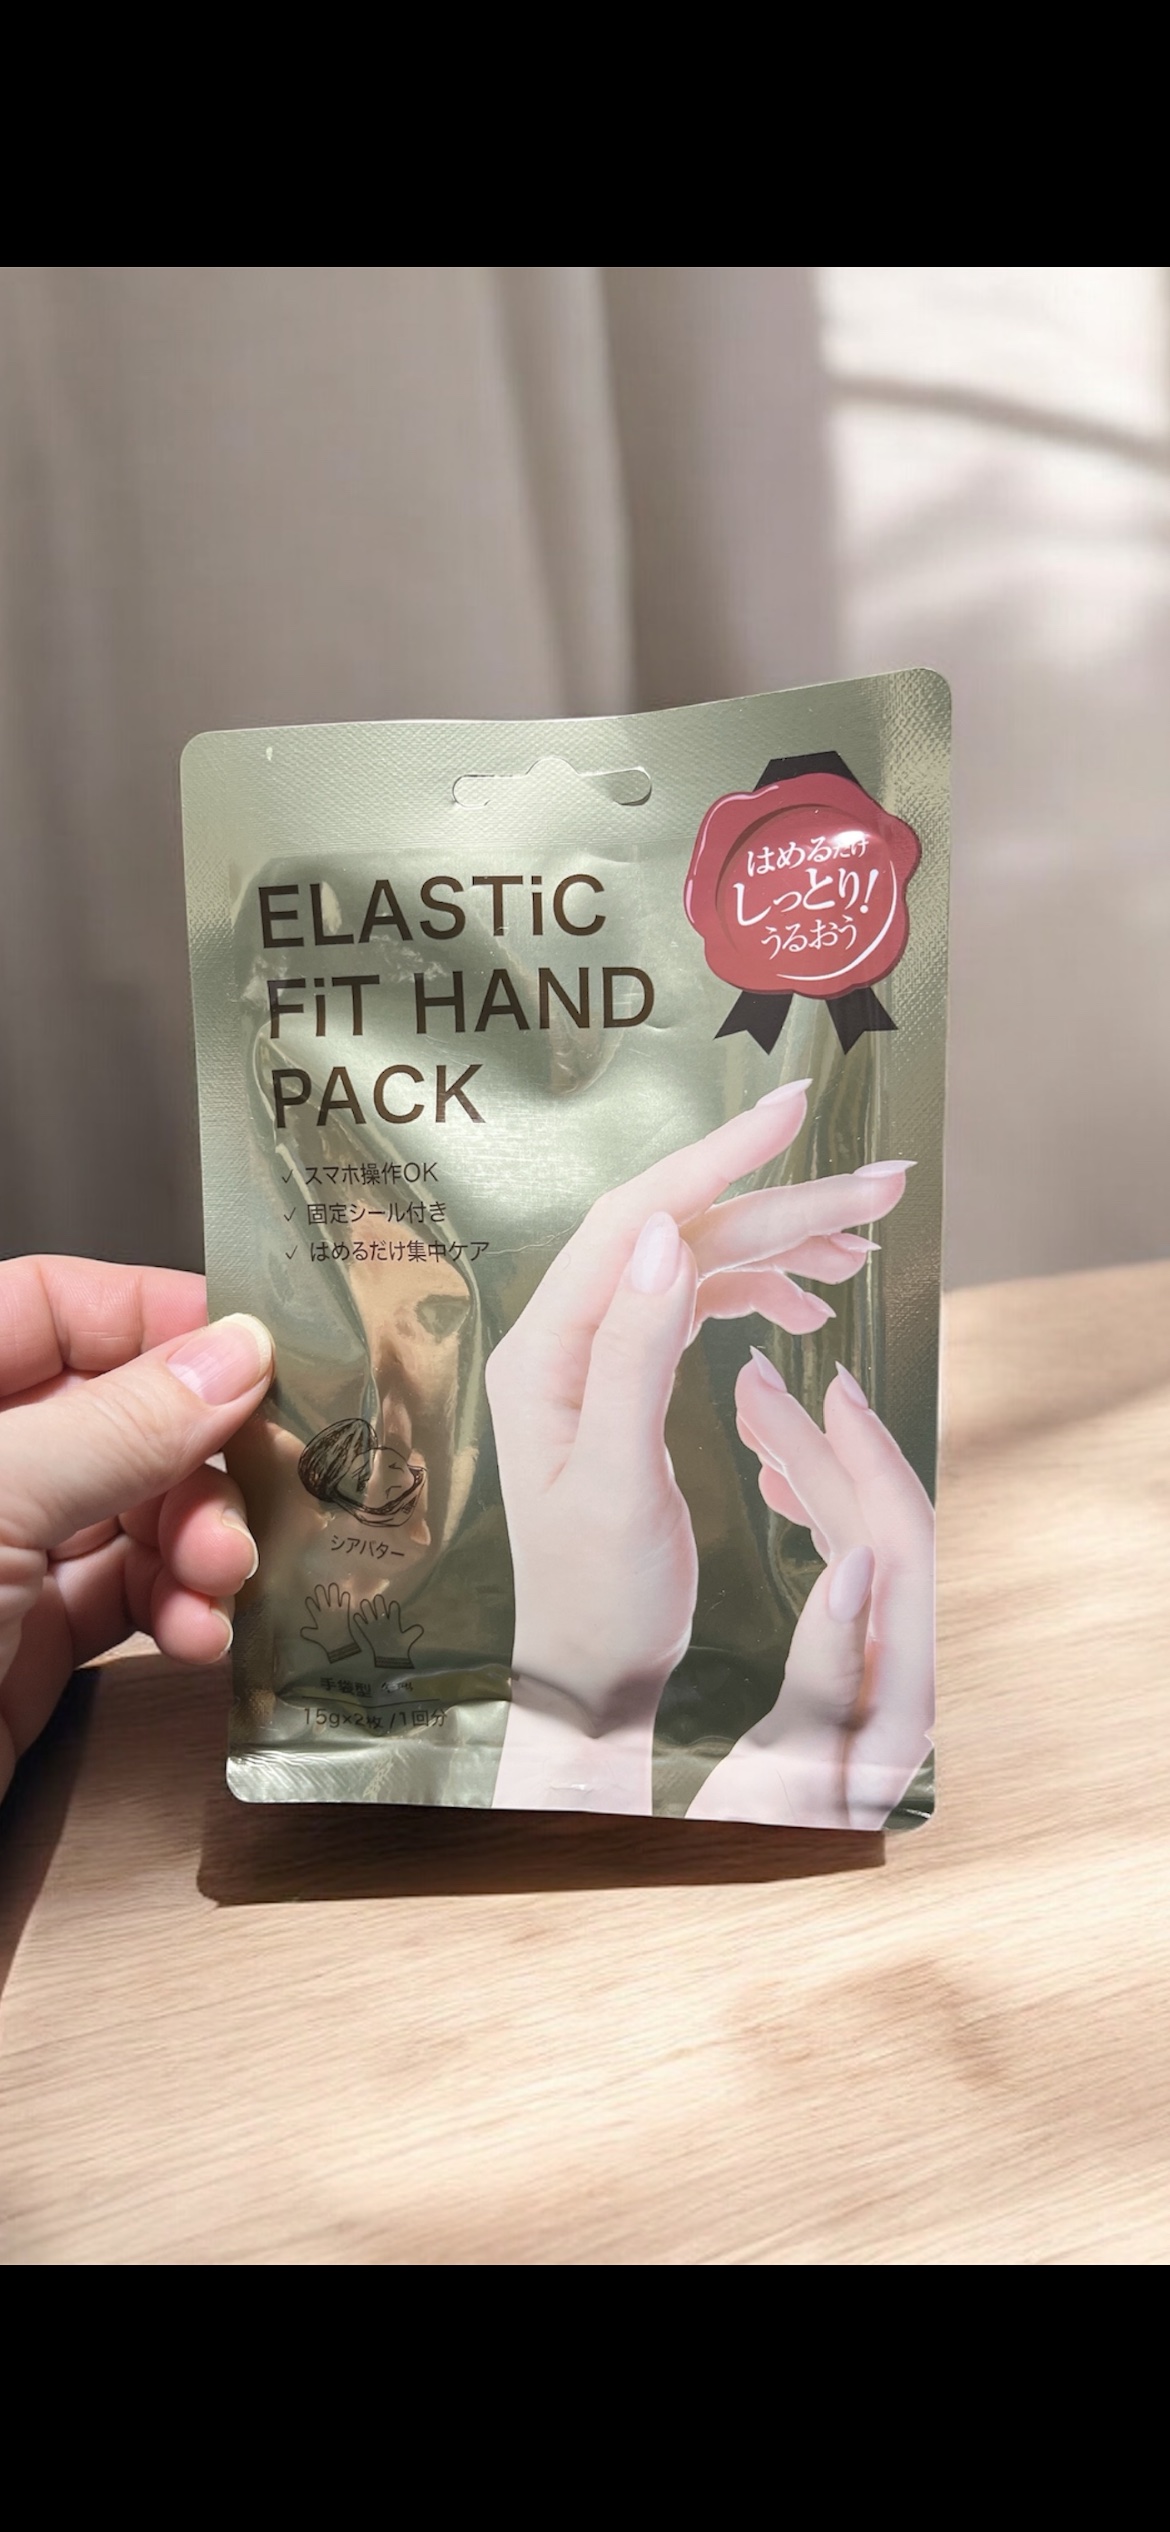 はめるだけ
しっとり!
うるおう
ELASTiC
FiT HAND
PACK
✓ スマホ操作OK
✓ 固定シール付き
✓ はめるだけ集中ケア
シアバター
手袋型
15g×2枚/1回分